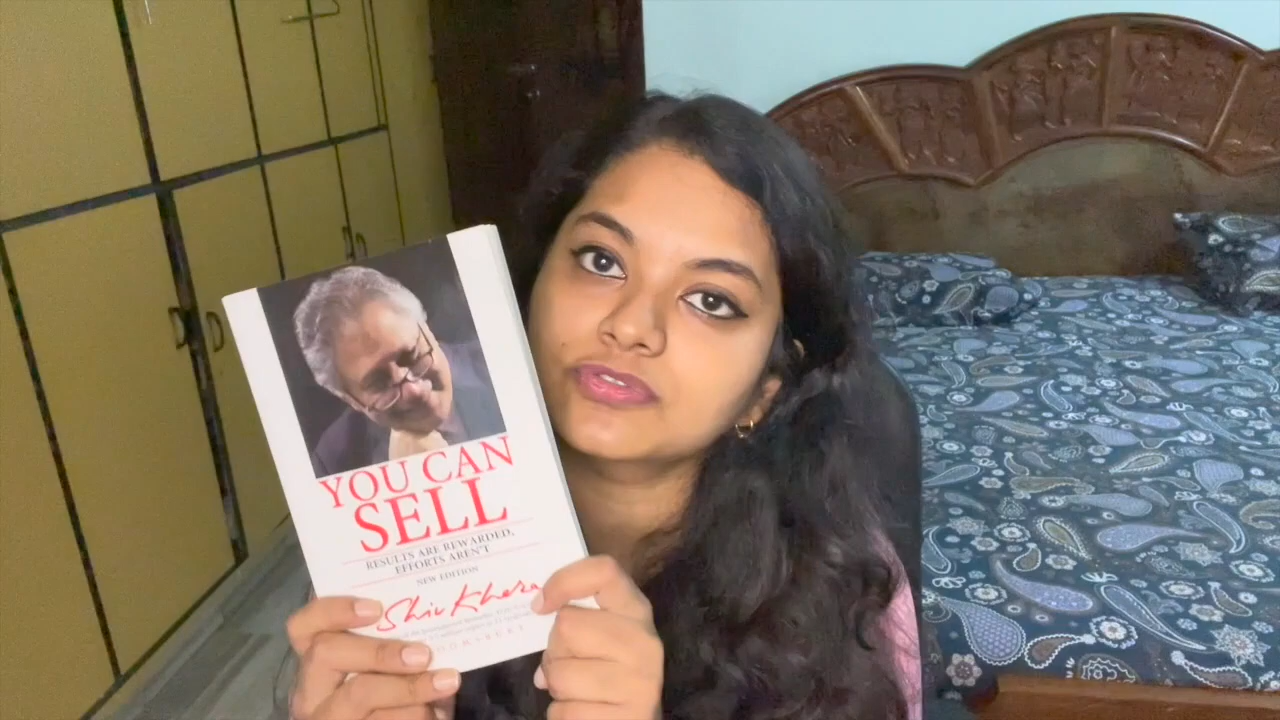 YOU CAN
SELL
RESULTS ARE REWARDED,
EFFORTS AREN'T
NEW EDITION
Shiv Khera